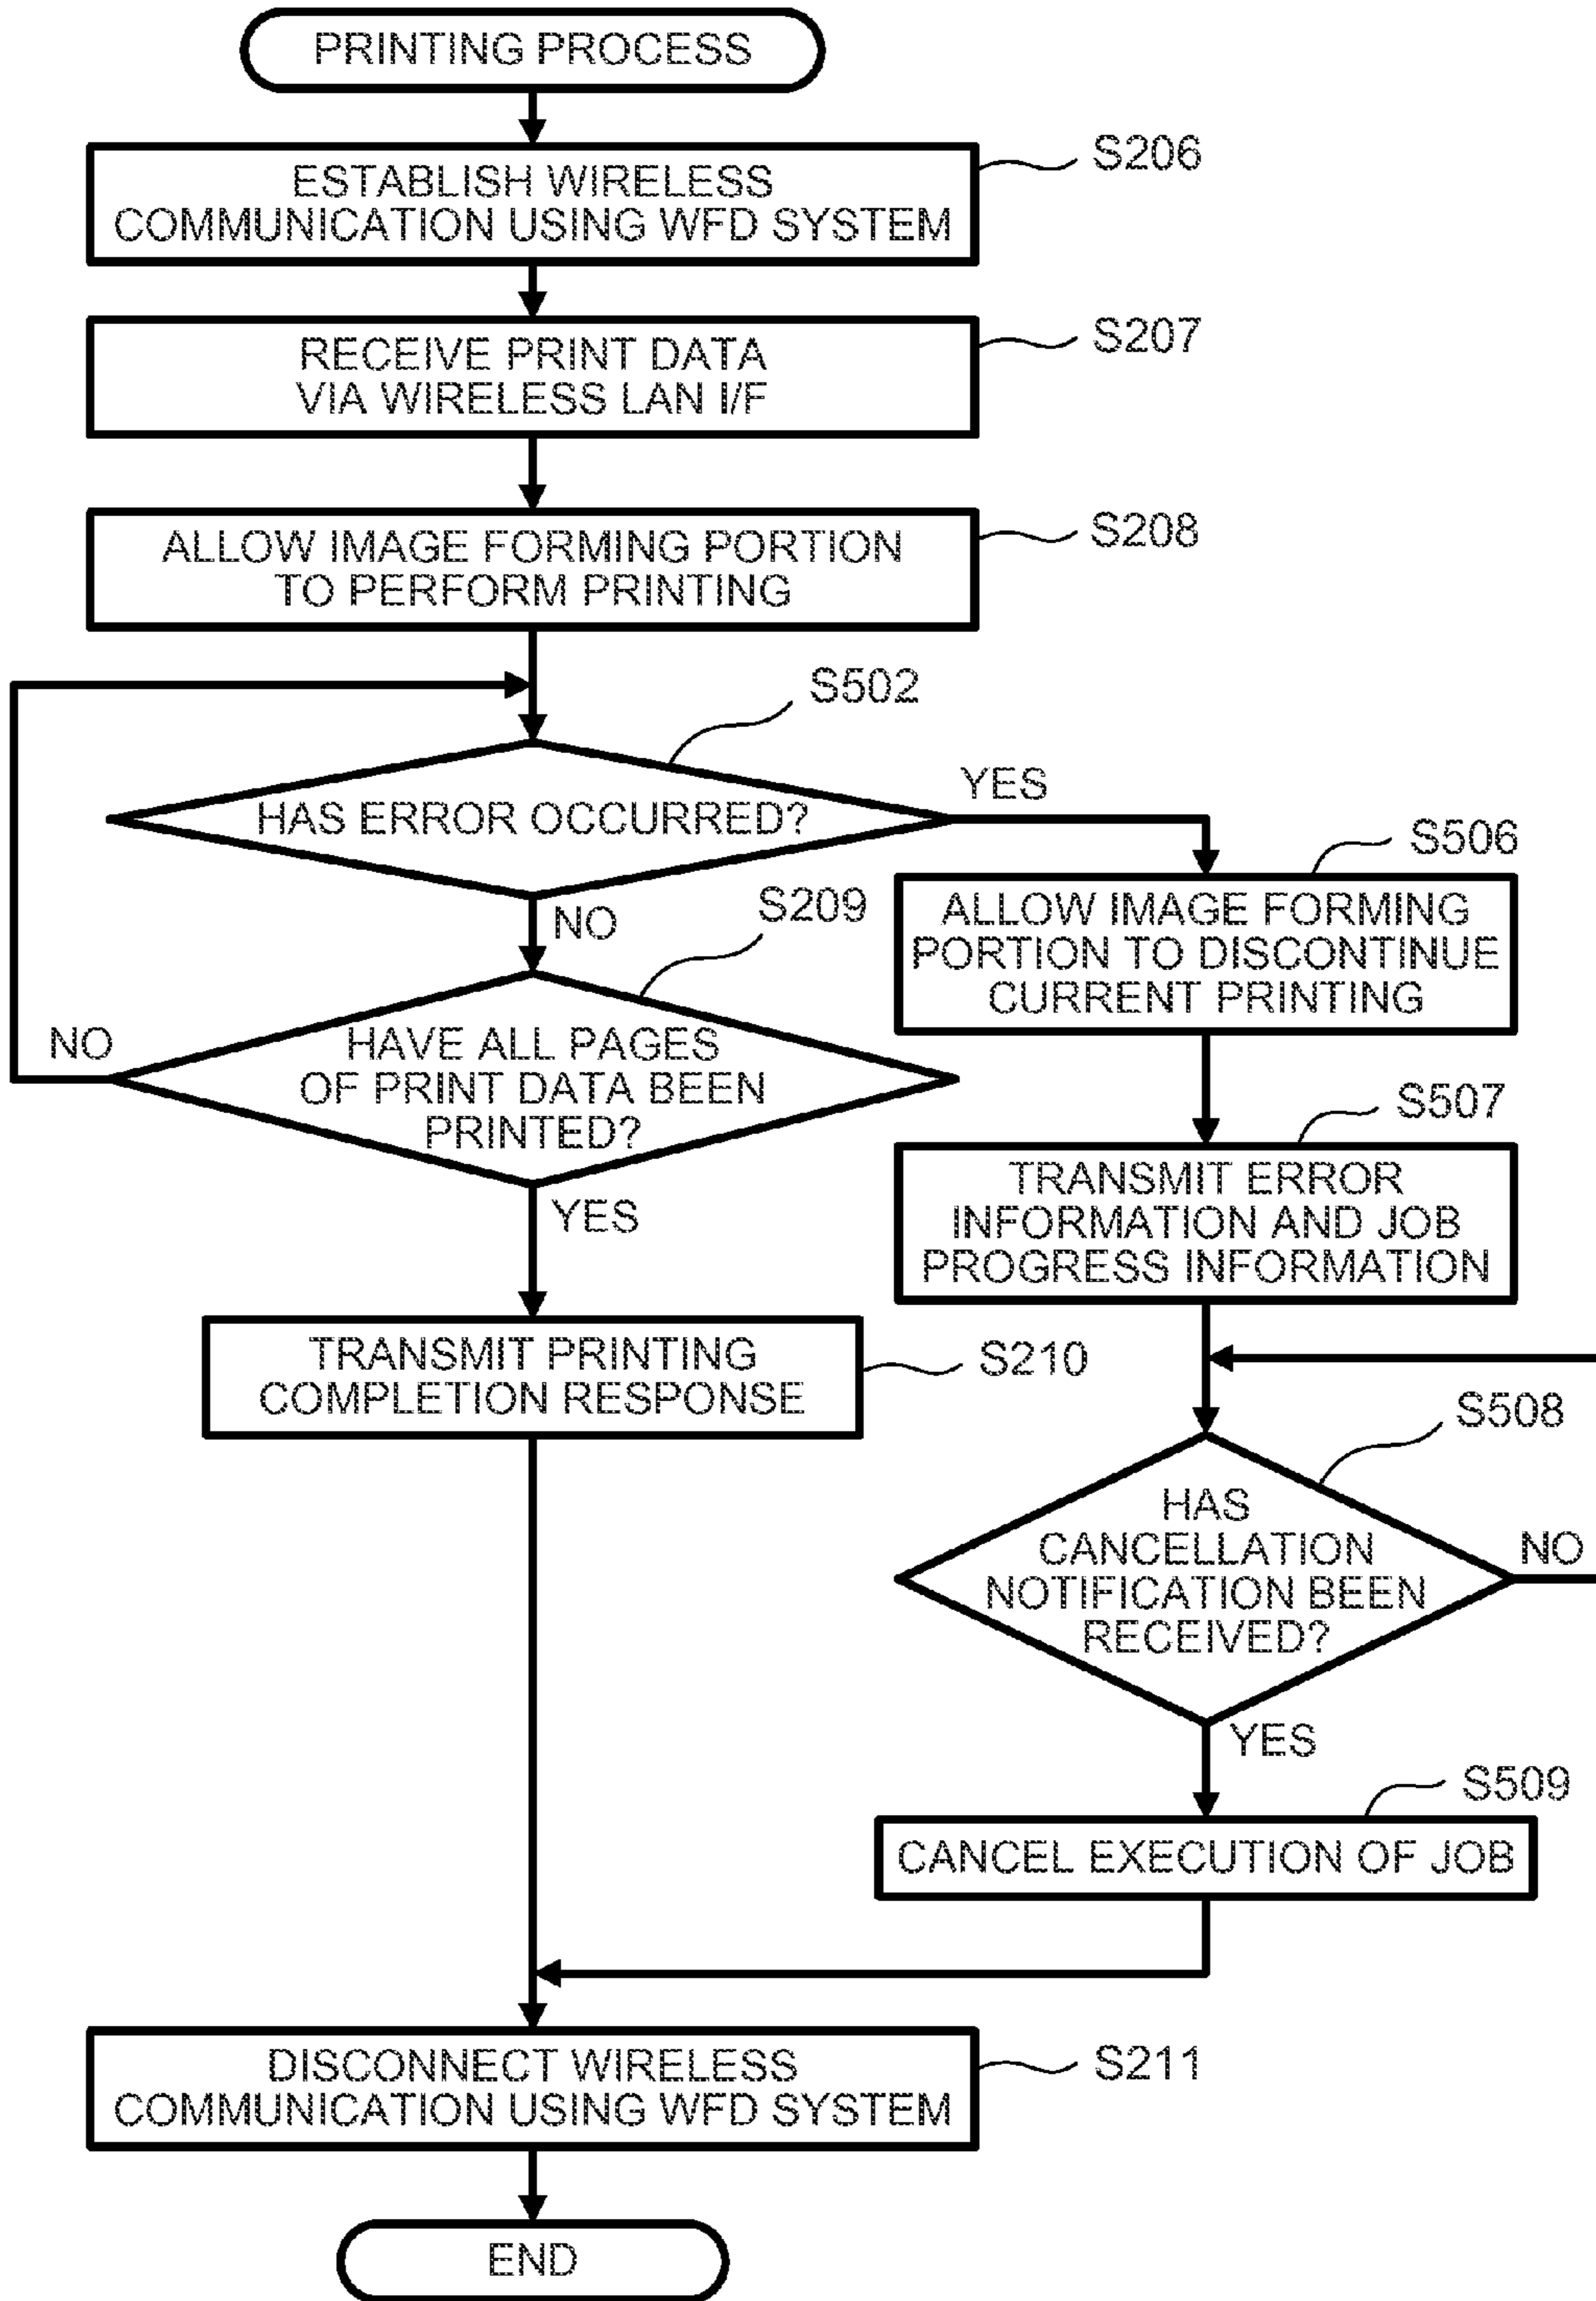 PRINTING PROCESS
S206
ESTABLISH WIRELESS
COMMUNICATION USING WFD SYSTEM
S207
RECEIVE PRINT DATA
VIA WIRELESS LAN I/F
S208
ALLOW IMAGE FORMING PORTION
TO PERFORM PRINTING
S502
HAS ERROR OCCURRED?
YES
NO
S506
ALLOW IMAGE FORMING
PORTION TO DISCONTINUE
CURRENT PRINTING
S209
HAVE ALL PAGES
OF PRINT DATA BEEN
PRINTED?
NO
YES
S507
TRANSMIT ERROR
INFORMATION AND JOB
PROGRESS INFORMATION
S210
TRANSMIT PRINTING
COMPLETION RESPONSE
S508
HAS
CANCELLATION
NOTIFICATION BEEN
RECEIVED?
NO
YES
S509
CANCEL EXECUTION OF JOB
S211
DISCONNECT WIRELESS
COMMUNICATION USING WFD SYSTEM
END